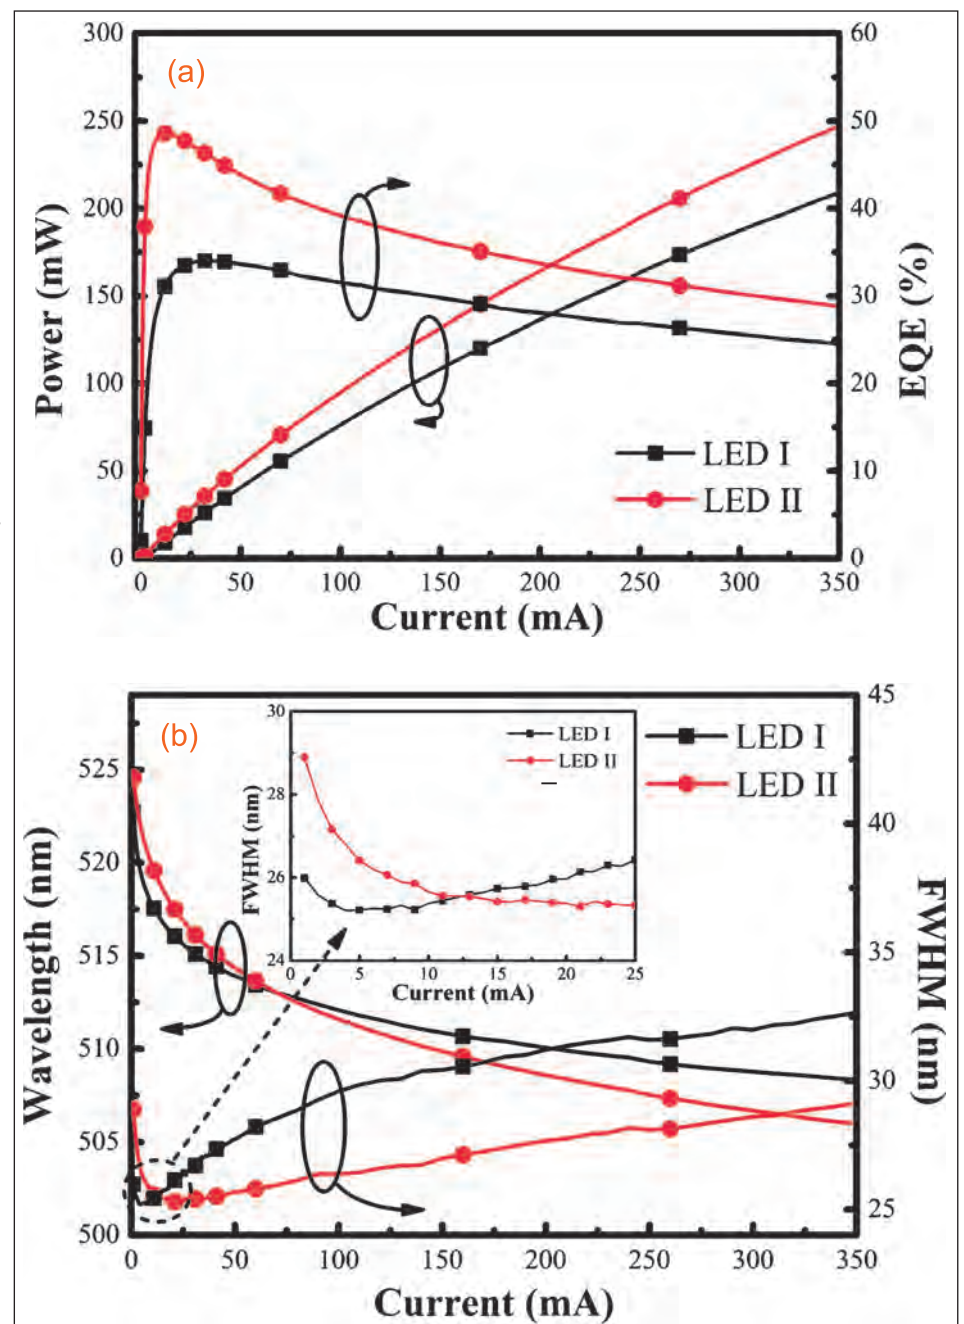 (a)
300
250
200
150
100
50
0
Power (mW)
60
50
40
30
20
10
0
EQE (%)
LED I
LED II
0 50 100 150 200 250 300 350
Current (mA)
(b)
525
520
515
510
505
500
Wavelength (nm)
45
40
35
30
25
FWHM (nm)
LED I
LED II
30
28
26
24
FWHM (nm)
LED I
LED II
0 5 10 15 20 25
Current (mA)
0 50 100 150 200 250 300 350
Current (mA)